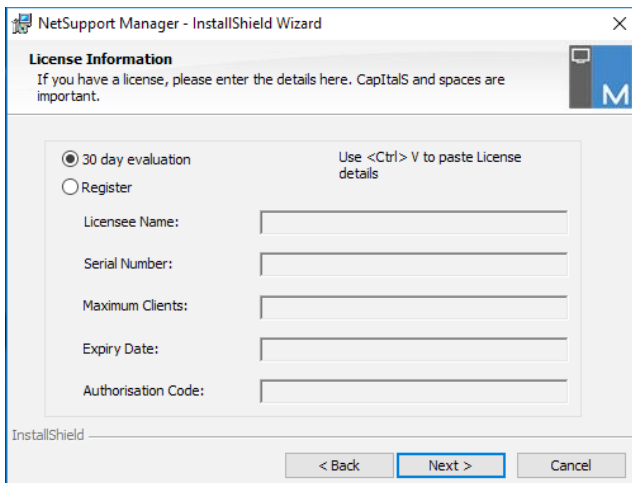 NetSupport Manager - InstallShield Wizard
License Information
If you have a license, please enter the details here. CapItalS and spaces are
important.
M
30 day evaluation
Use <Ctrl> V to paste License
details
Register
Licensee Name:
Serial Number:
Maximum Clients:
Expiry Date:
Authorisation Code:
InstallShield
< Back
Next >
Cancel